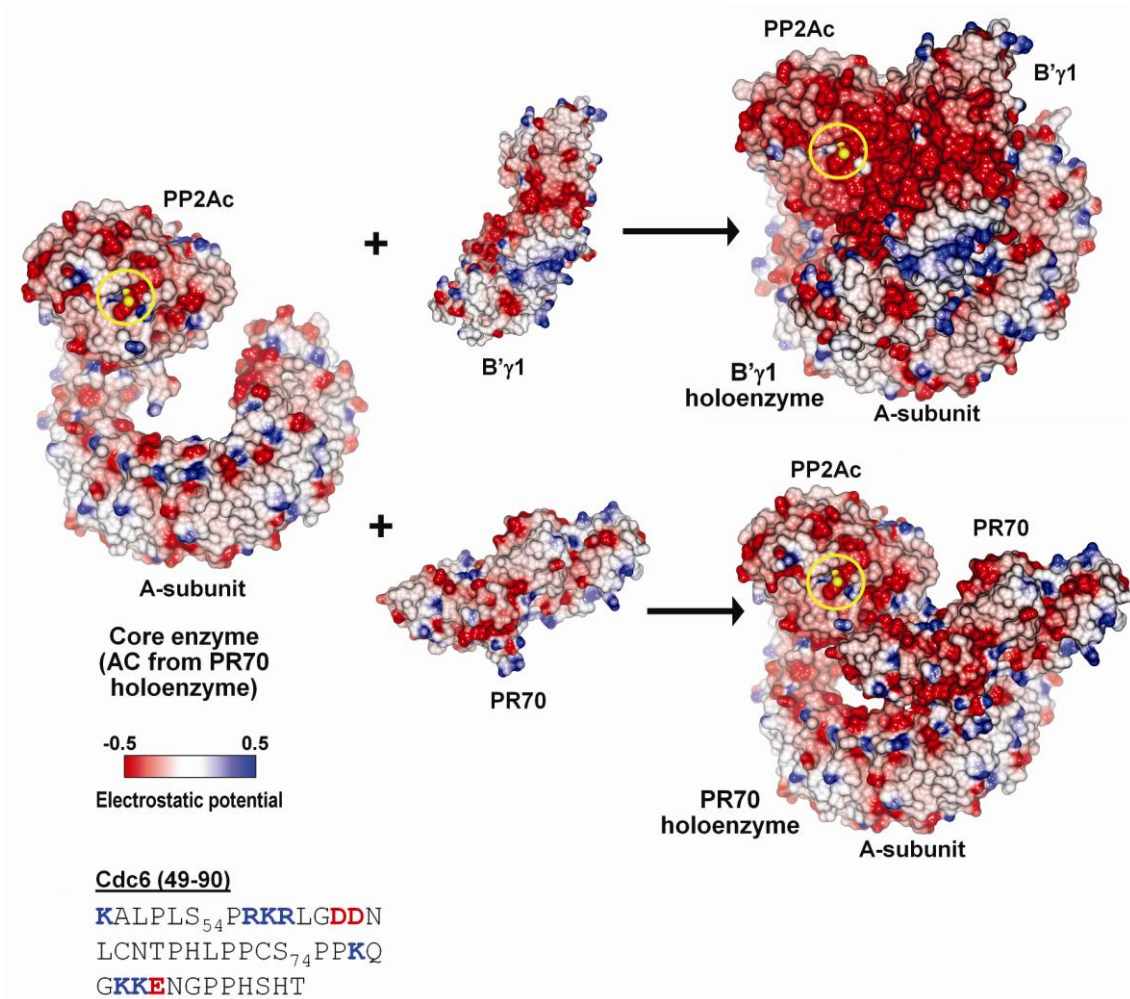 PP2Ac
B'γ1
PP2Ac
+
B'γ1
B'γ1
holoenzyme
A-subunit
A-subunit
Core enzyme
(AC from PR70
holoenzyme)
-0.5 0.5
Electrostatic potential
+
PR70
PP2Ac
PR70
PR70
holoenzyme
A-subunit
Cdc6 (49-90)
KALPLS54PRKRLGDDN
LCNTPHLPPCS74PPKQ
GKKENGPPHSHT